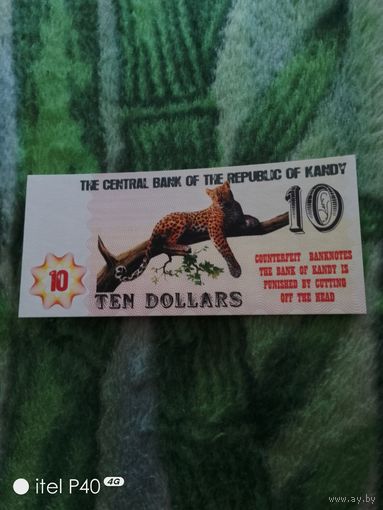 THE CENTRAL BANK OF THE REPUBLIC OF KANDY
10
COUNTERFEIT BANKNOTES
THE BANK OF KANDY IS
PUNISHED BY CUTTING
OFF THE HEAD
10
TEN DOLLARS
itel P40 4G
www.ay.by